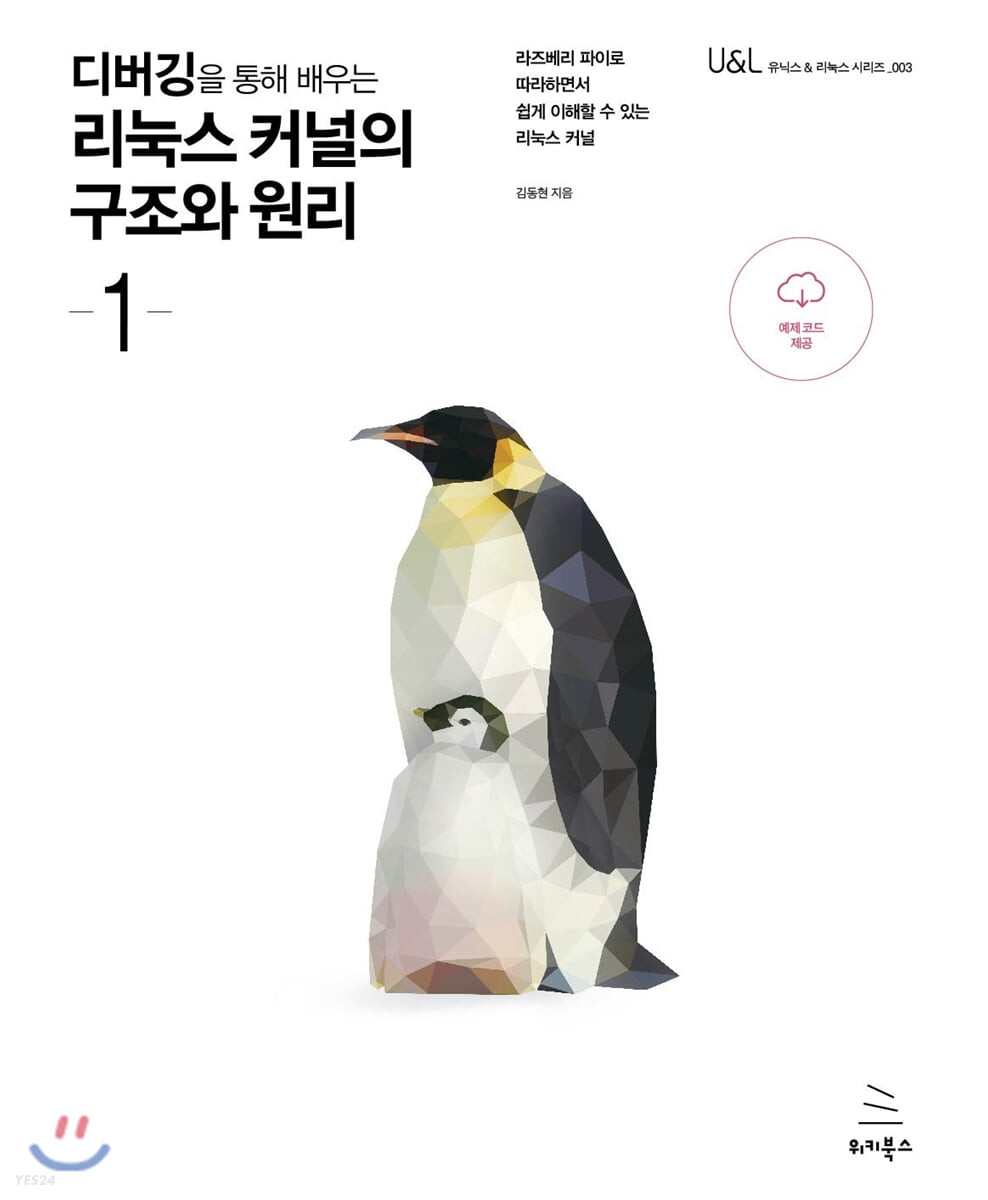 디버깅을 통해 배우는
리눅스 커널의
구조와 원리
1
라즈베리 파이로
따라하면서
쉽게 이해할 수 있는
리눅스 커널
김동현 지음
U&L 유닉스 & 리눅스 시리즈 _003
예제 코드
제공
위키북스
YES24